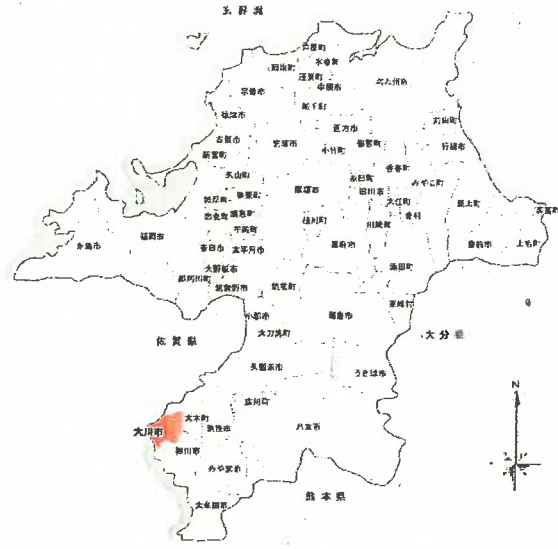 玄界灘
芦屋町
水巻町
岡垣町
遠賀町
中間市
北九州市
宗像市
鞍手町
福津市
直方市
苅田町
古賀市
宮若市
小竹町
福智町
行橋市
新宮町
香春町
久山町
糸田町
みやこ町
田川市
篠栗町
飯塚市
大任町
築上町
吉富町
志免町
須恵町
桂川町
赤村
川崎町
福岡市
宇美町
糸島市
嘉麻市
豊前市
上毛町
春日市
太宰府市
大野城市
添田町
那珂川町
筑紫野市
筑前町
東峰村
小郡市
朝倉市
佐賀県
大刀洗町
大分県
久留米市
うきは市
広川町
N
大木町
大川市
筑後市
八女市
柳川市
みやま市
熊本県
大牟田市